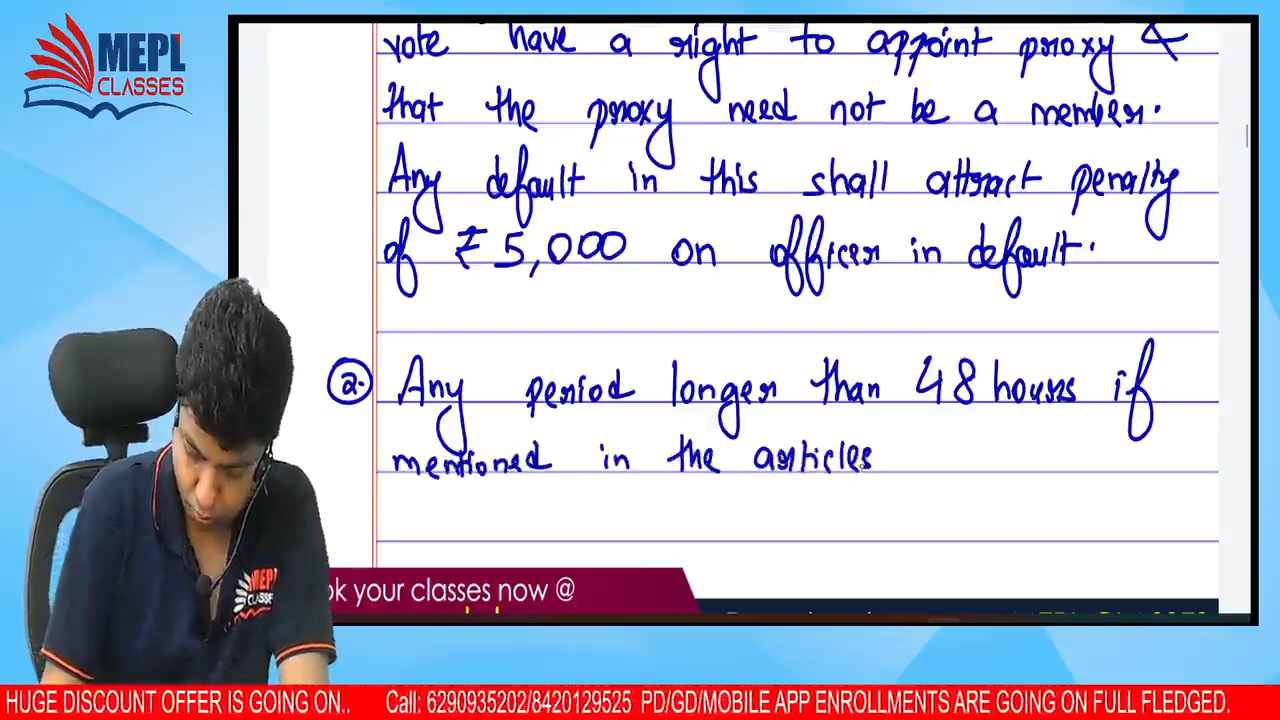 MEPL
CLASSES
vote have a right to appoint proxy &
that the proxy need not be a member.
Any default in this shall attract penalty
of ₹5,000 on officer in default.
2. Any period longer than 48 hours if
mentioned in the articles
MEPL
CLASSES
ok your classes now @
HUGE DISCOUNT OFFER IS GOING ON.. Call: 6290935202/8420129525 PD/GD/MOBILE APP ENROLLMENTS ARE GOING ON FULL FLEDGED.